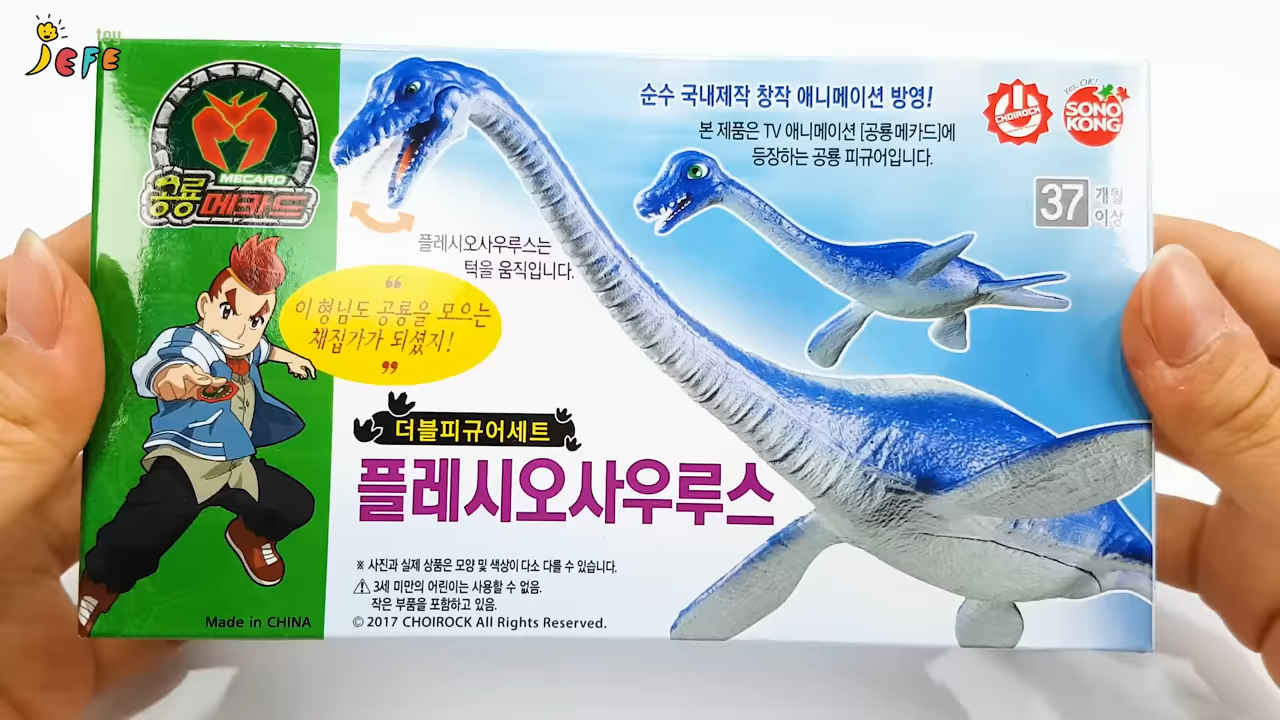 toy
JEFE
MECARD
공룡메카드
순수 국내제작 창작 애니메이션 방영!
본 제품은 TV 애니메이션 [공룡메카드]에
등장하는 공룡 피규어입니다.
CHOIROCK
Yes, OK!
SONO
KONG
37 개월
이상
플레시오사우루스는
턱을 움직입니다.
“
이 형님도 공룡을 모으는
채집가가 되셨지!
”
더블피규어세트
플레시오사우루스
※ 사진과 실제 상품은 모양 및 색상이 다소 다를 수 있습니다.
⚠ 3세 미만의 어린이는 사용할 수 없음.
작은 부품을 포함하고 있음.
Made in CHINA
© 2017 CHOIROCK All Rights Reserved.